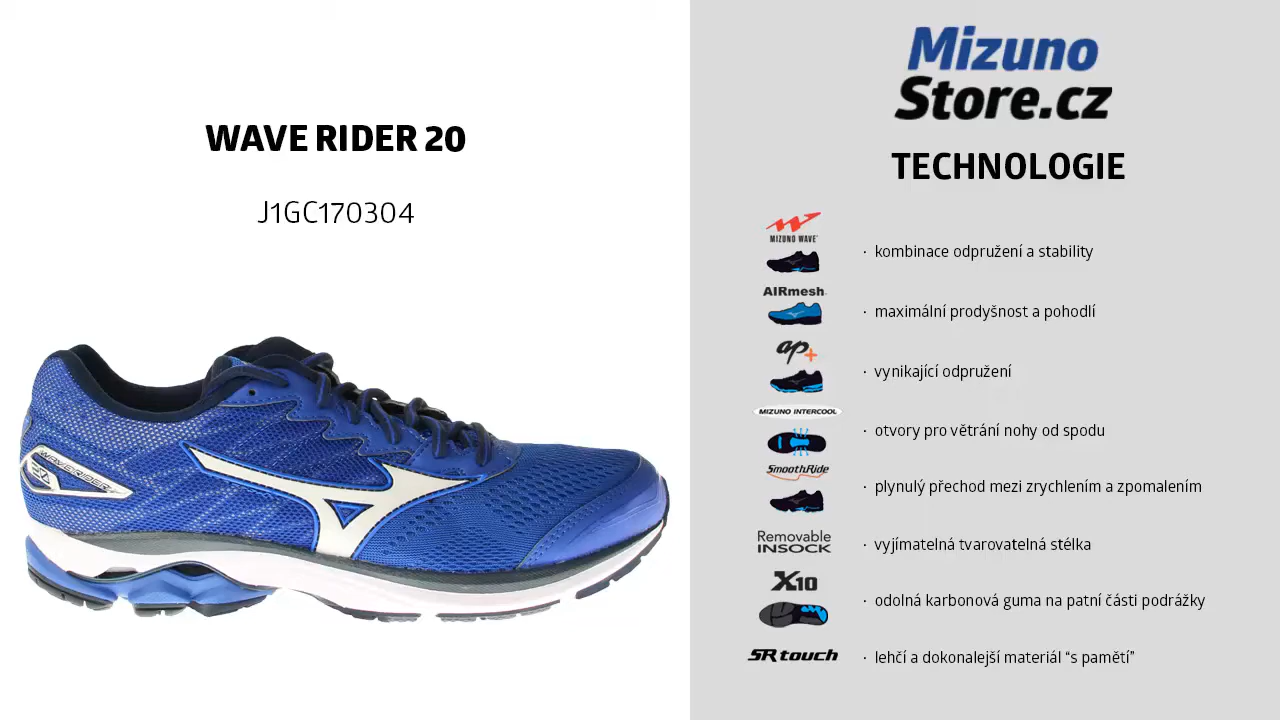 WAVE RIDER 20
J1GC170304
WAVERIDER
Mizuno
Store.cz
TECHNOLOGIE
MIZUNO WAVE
· kombinace odpružení a stability
AIRmesh
· maximální prodyšnost a pohodlí
ap+
· vynikající odpružení
MIZUNO INTERCOOL
· otvory pro větrání nohy od spodu
SmoothRide
· plynulý přechod mezi zrychlením a zpomalením
Removable
INSOCK
· vyjímatelná tvarovatelná stélka
X10
· odolná karbonová guma na patní části podrážky
SR touch
· lehčí a dokonalejší materiál “s pamětí”